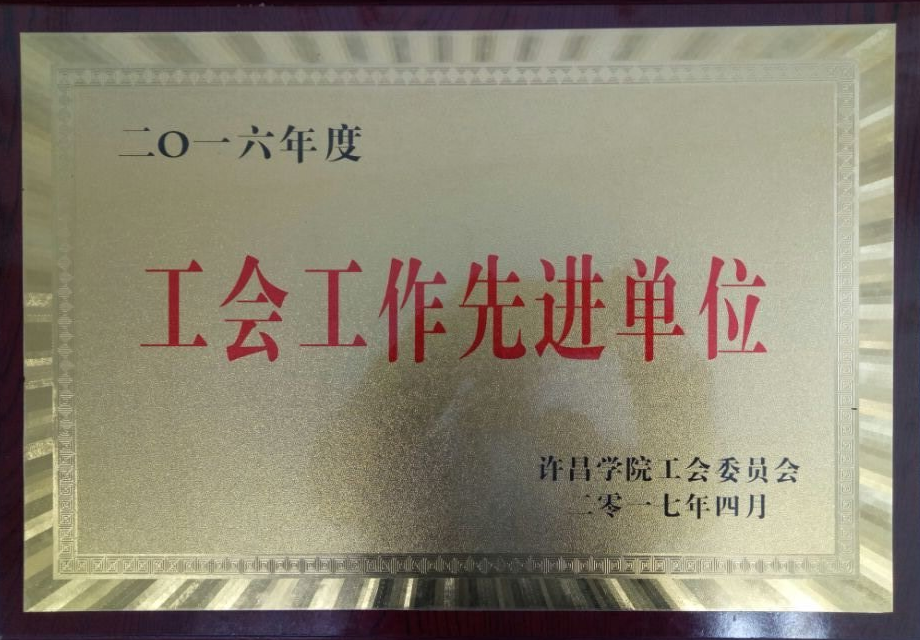 二O一六年度
工会工作先进单位
许昌学院工会委员会
二零一七年四月